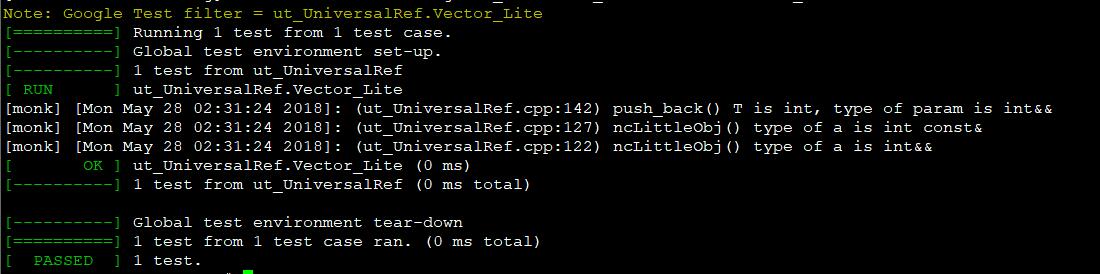 Note: Google Test filter = ut_UniversalRef.Vector_Lite
[==========] Running 1 test from 1 test case.
[----------] Global test environment set-up.
[----------] 1 test from ut_UniversalRef
[ RUN      ] ut_UniversalRef.Vector_Lite
[monk] [Mon May 28 02:31:24 2018]: (ut_UniversalRef.cpp:142) push_back() T is int, type of param is int&&
[monk] [Mon May 28 02:31:24 2018]: (ut_UniversalRef.cpp:127) ncLittleObj() type of a is int const&
[monk] [Mon May 28 02:31:24 2018]: (ut_UniversalRef.cpp:122) ncLittleObj() type of a is int&&
[       OK ] ut_UniversalRef.Vector_Lite (0 ms)
[----------] 1 test from ut_UniversalRef (0 ms total)
[----------] Global test environment tear-down
[==========] 1 test from 1 test case ran. (0 ms total)
[  PASSED  ] 1 test.